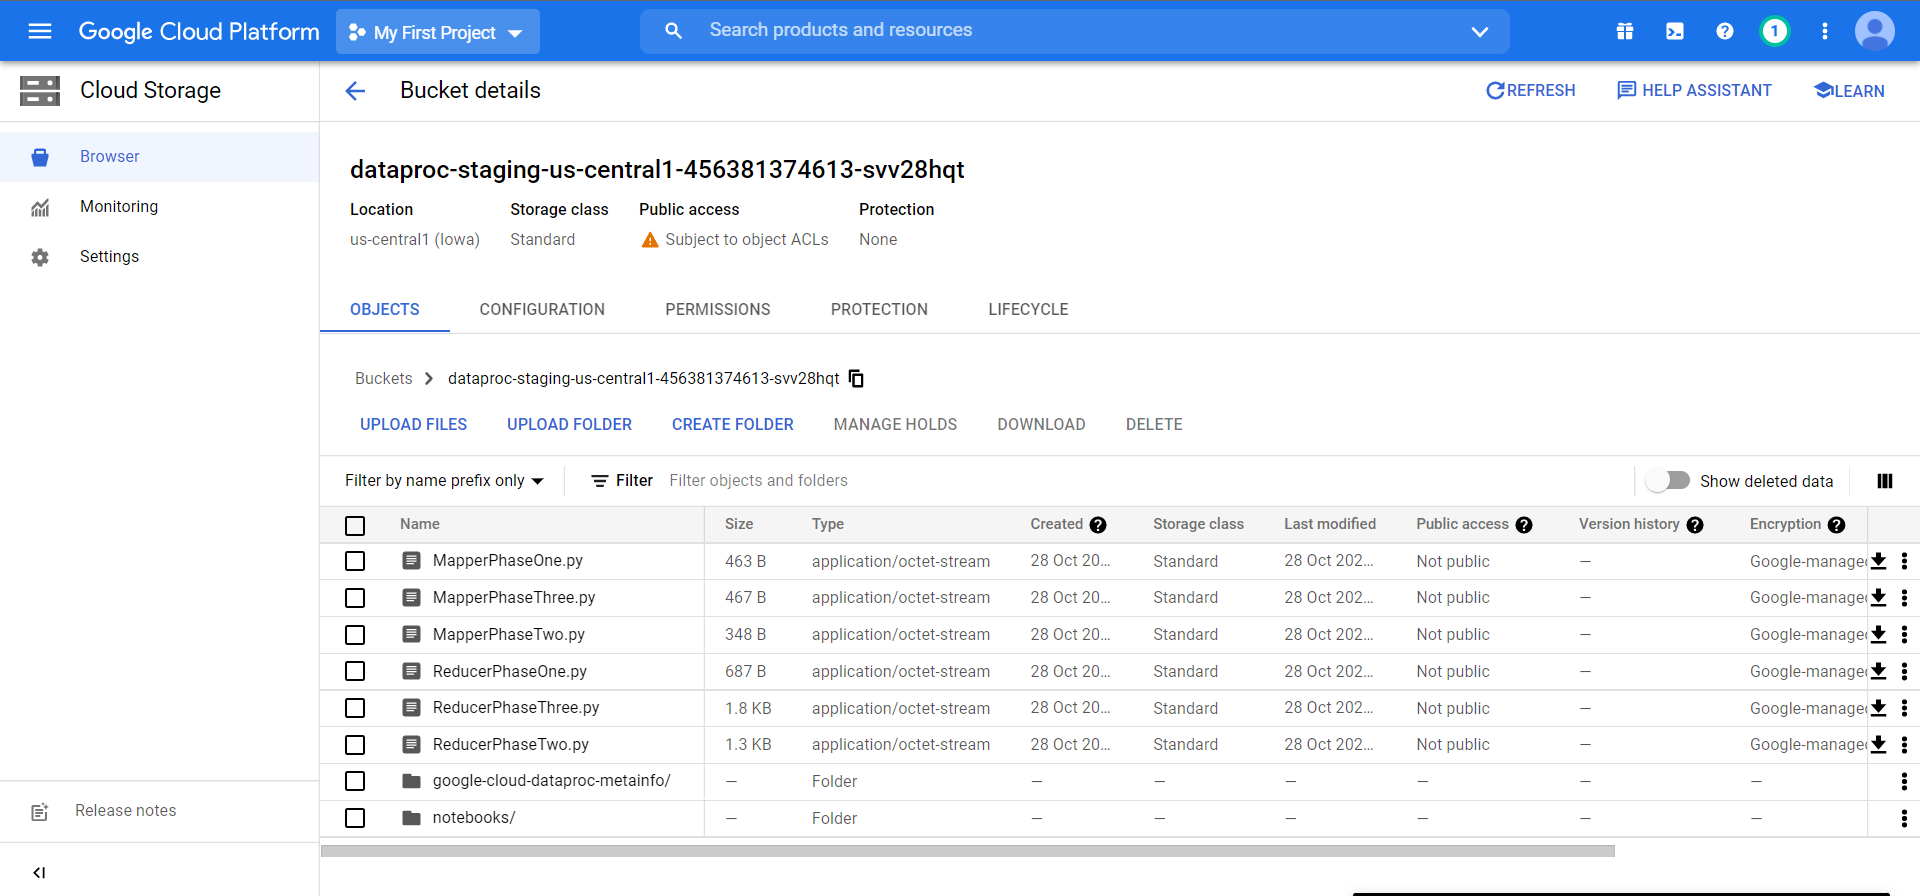 Google Cloud Platform My First Project Search products and resources 1
Cloud Storage Bucket details REFRESH HELP ASSISTANT LEARN
Browser
Monitoring
Settings
Release notes
dataproc-staging-us-central1-456381374613-svv28hqt
Location Storage class Public access Protection
us-central1 (Iowa) Standard Subject to object ACLs None
OBJECTS CONFIGURATION PERMISSIONS PROTECTION LIFECYCLE
Buckets dataproc-staging-us-central1-456381374613-svv28hqt
UPLOAD FILES UPLOAD FOLDER CREATE FOLDER MANAGE HOLDS DOWNLOAD DELETE
Filter by name prefix only Filter Filter objects and folders Show deleted data
Name Size Type Created Storage class Last modified Public access Version history Encryption
MapperPhaseOne.py 463 B application/octet-stream 28 Oct 20... Standard 28 Oct 202... Not public — Google-managed
MapperPhaseThree.py 467 B application/octet-stream 28 Oct 20... Standard 28 Oct 202... Not public — Google-managed
MapperPhaseTwo.py 348 B application/octet-stream 28 Oct 20... Standard 28 Oct 202... Not public — Google-managed
ReducerPhaseOne.py 687 B application/octet-stream 28 Oct 20... Standard 28 Oct 202... Not public — Google-managed
ReducerPhaseThree.py 1.8 KB application/octet-stream 28 Oct 20... Standard 28 Oct 202... Not public — Google-managed
ReducerPhaseTwo.py 1.3 KB application/octet-stream 28 Oct 20... Standard 28 Oct 202... Not public — Google-managed
google-cloud-dataproc-metainfo/ — Folder — — — — — —
notebooks/ — Folder — — — — — —